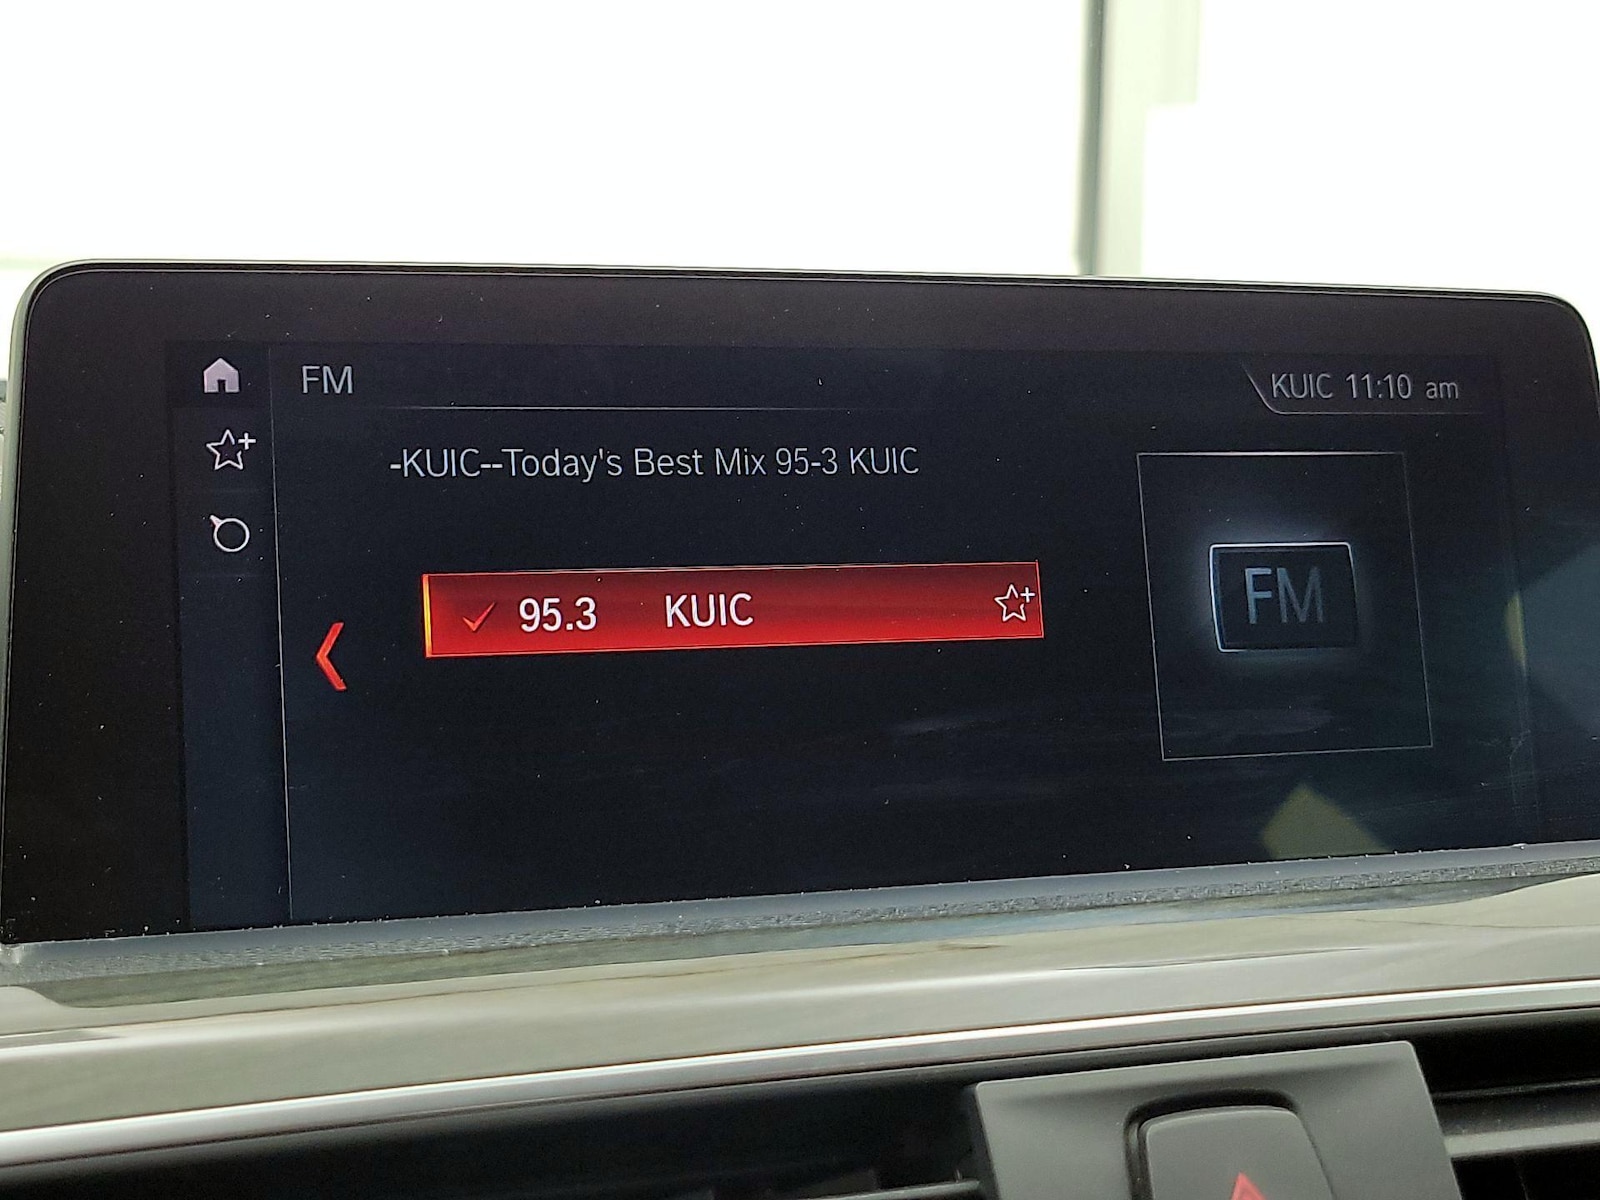 FM
KUIC 11:10 am
-KUIC--Today's Best Mix 95-3 KUIC
95.3 KUIC
FM